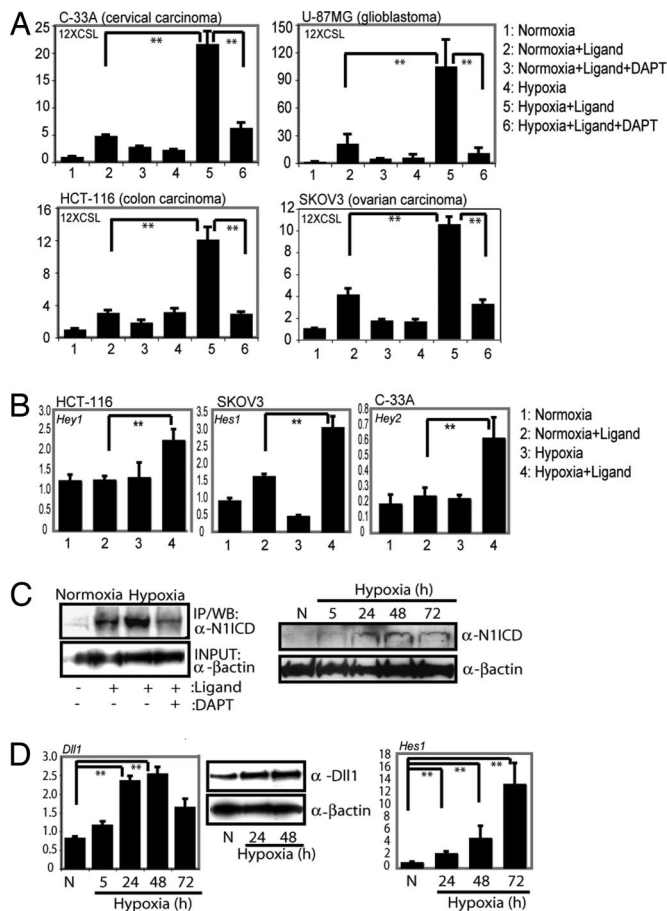 A
C-33A (cervical carcinoma)
12XCSL
**
**
25
20
15
10
5
0
1 2 3 4 5 6
U-87MG (glioblastoma)
12XCSL
**
**
150
120
90
60
30
0
1 2 3 4 5 6
1: Normoxia
2: Normoxia+Ligand
3: Normoxia+Ligand+DAPT
4: Hypoxia
5: Hypoxia+Ligand
6: Hypoxia+Ligand+DAPT
HCT-116 (colon carcinoma)
12XCSL
**
**
16
12
8
4
0
1 2 3 4 5 6
SKOV3 (ovarian carcinoma)
12XCSL
**
**
12
10
8
6
4
2
0
1 2 3 4 5 6
B
HCT-116
Hey1
**
3.0
2.5
2.0
1.5
1.0
0.5
0
1 2 3 4
SKOV3
Hes1
**
3.5
3.0
2.5
2.0
1.5
1.0
0.5
0
1 2 3 4
C-33A
Hey2
**
0.8
0.7
0.6
0.5
0.4
0.3
0.2
0.1
0
1 2 3 4
1: Normoxia
2: Normoxia+Ligand
3: Hypoxia
4: Hypoxia+Ligand
C
Normoxia Hypoxia
IP/WB:
α-N1ICD
INPUT:
α-βactin
- + + + :Ligand
- - - + :DAPT
Hypoxia (h)
N 5 24 48 72
α-N1ICD
α-βactin
D
Dll1
** **
3.0
2.5
2.0
1.5
1.0
0.5
0
N 5 24 48 72
Hypoxia (h)
α-Dll1
α-βactin
N 24 48
Hypoxia (h)
Hes1
**
**
**
18
16
14
12
10
8
6
4
2
0
N 24 48 72
Hypoxia (h)